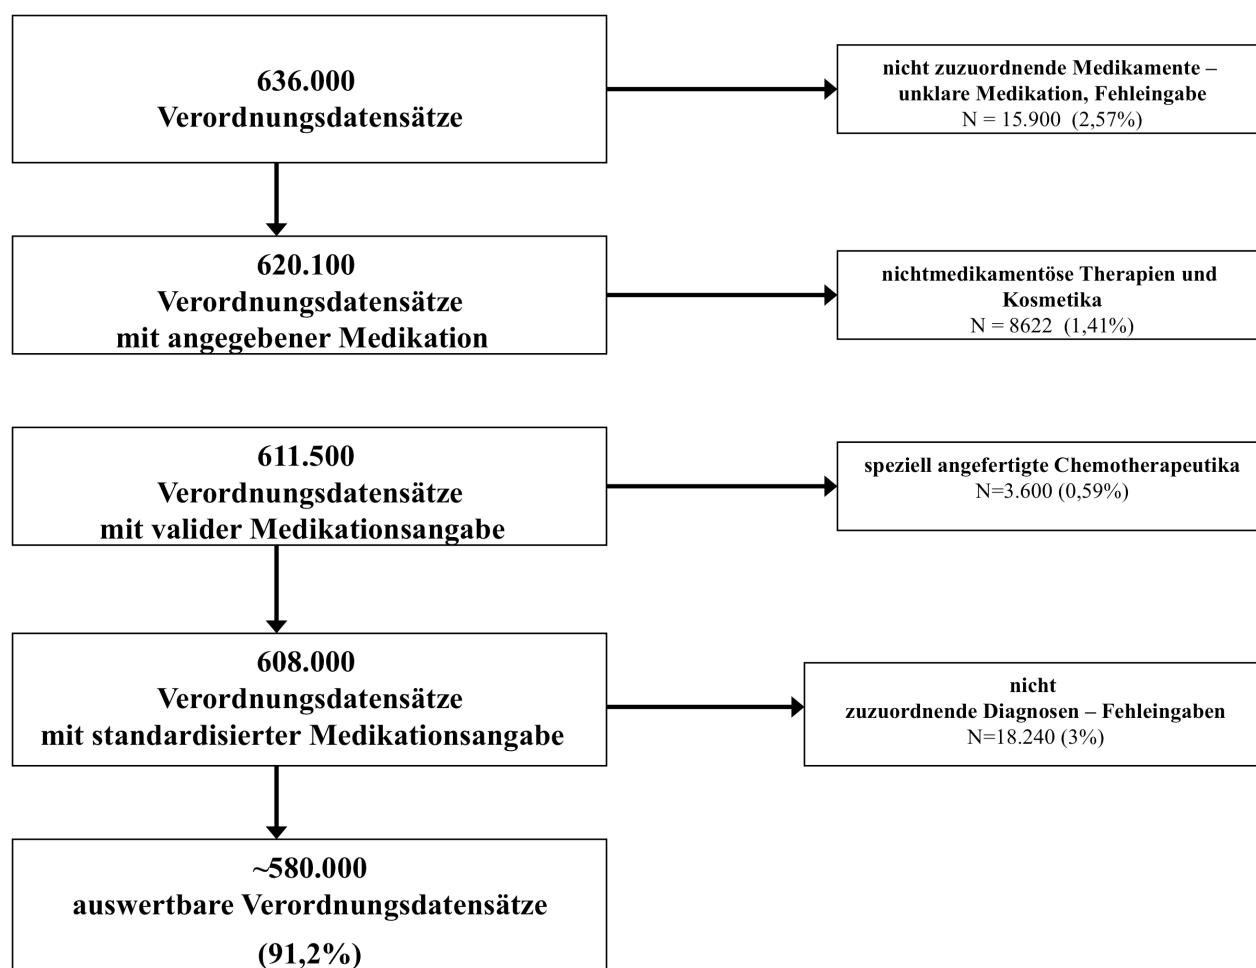 636.000
Verordnungsdatensätze
nicht zuzuordnende Medikamente –
unklare Medikation, Fehleingabe
N = 15.900  (2,57%)
620.100
Verordnungsdatensätze
mit angegebener Medikation
nichtmedikamentöse Therapien und
Kosmetika
N = 8622  (1,41%)
611.500
Verordnungsdatensätze
mit valider Medikationsangabe
speziell angefertigte Chemotherapeutika
N=3.600 (0,59%)
608.000
Verordnungsdatensätze
mit standardisierter Medikationsangabe
nicht
zuzuordnende Diagnosen – Fehleingaben
N=18.240 (3%)
~580.000
auswertbare Verordnungsdatensätze
(91,2%)